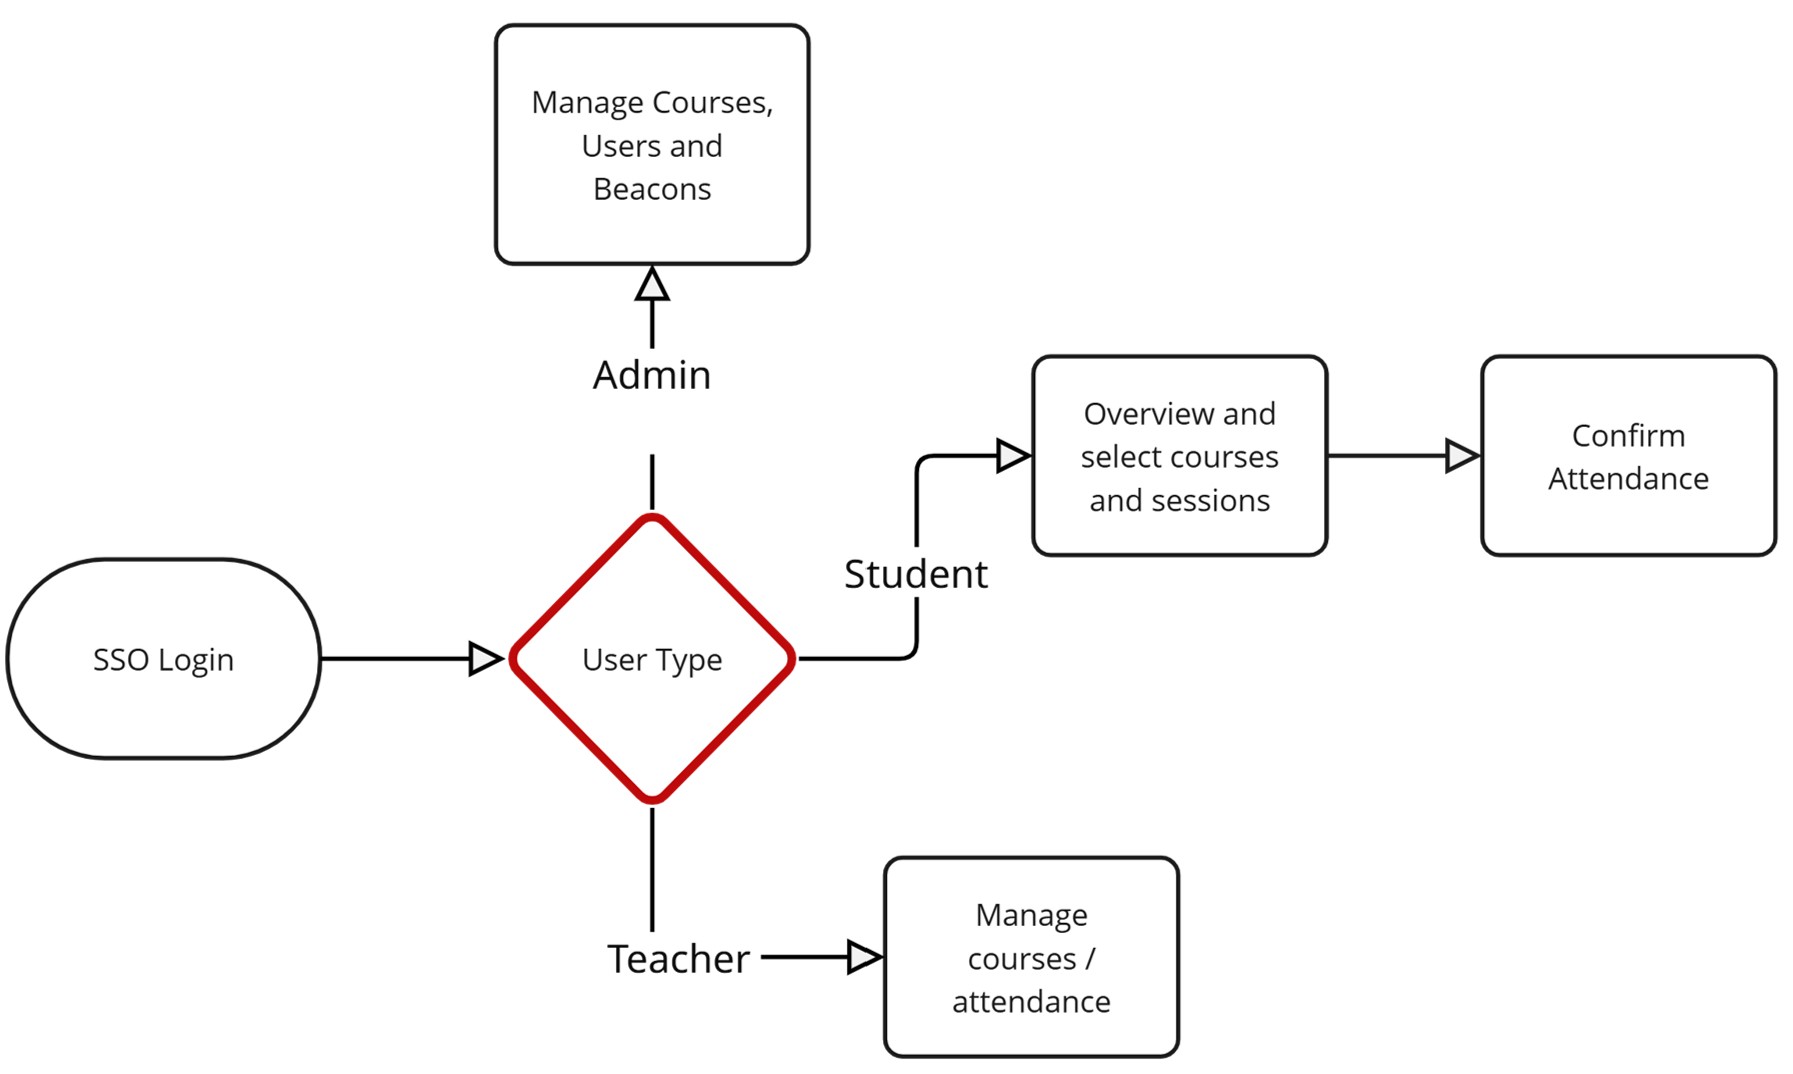 Manage Courses,
Users and
Beacons
Admin
Overview and
select courses
and sessions
Confirm
Attendance
Student
SSO Login
User Type
Teacher
Manage
courses /
attendance